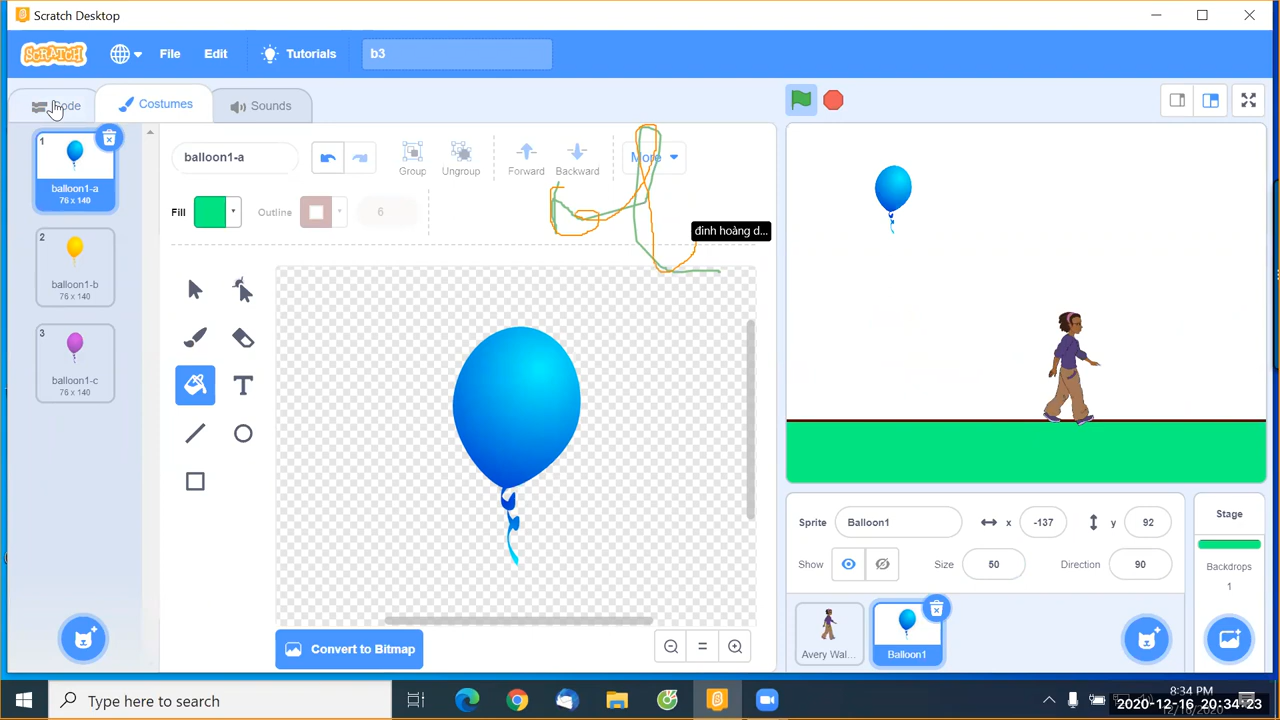 Scratch Desktop
SCRATCH
File
Edit
Tutorials
b3
Code
Costumes
Sounds
1
balloon1-a
76 x 140
2
balloon1-b
76 x 140
3
balloon1-c
76 x 140
balloon1-a
Group
Ungroup
Forward
Backward
More
Fill
Outline
6
đinh hoàng d...
Convert to Bitmap
Sprite
Balloon1
x
-137
y
92
Show
Size
50
Direction
90
Avery Wal...
Balloon1
Stage
Backdrops
1
Type here to search
8:34 PM
2020-12-16 20:34:23